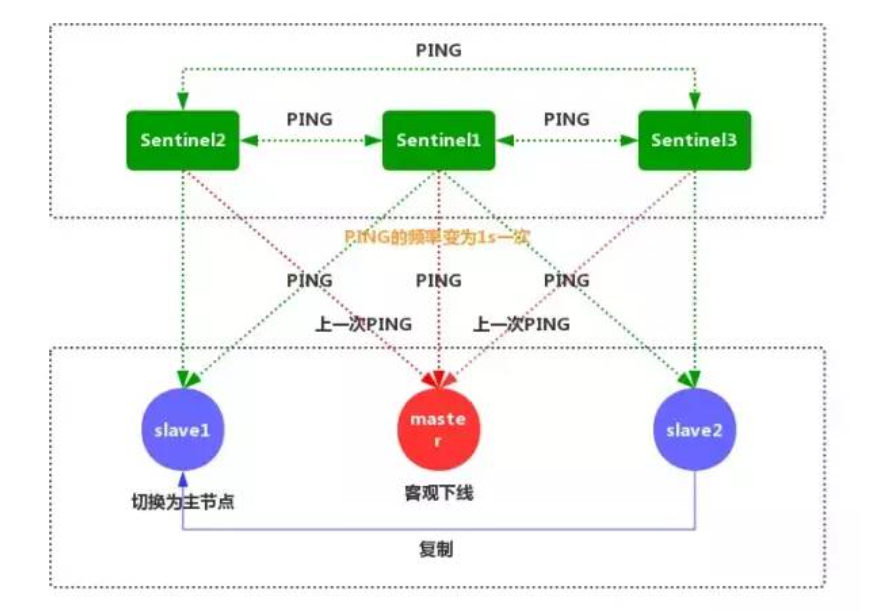 PING
PING
PING
Sentinel2
Sentinel1
Sentinel3
PING的频率变为1s一次
PING
PING
PING
上一次PING
上一次PING
slave1
maste
r
slave2
切换为主节点
客观下线
复制